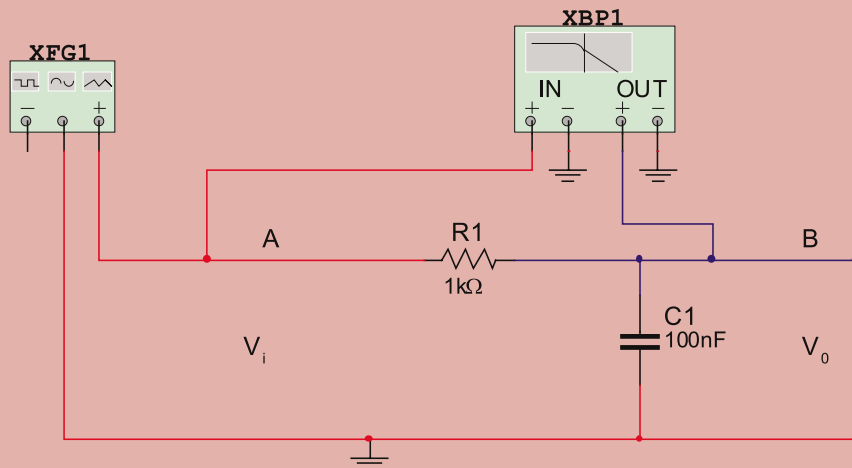 XBP1
XFG1
IN OUT
+ − + −
− +
A
R1
1kΩ
B
C1
100nF
Vi
V0